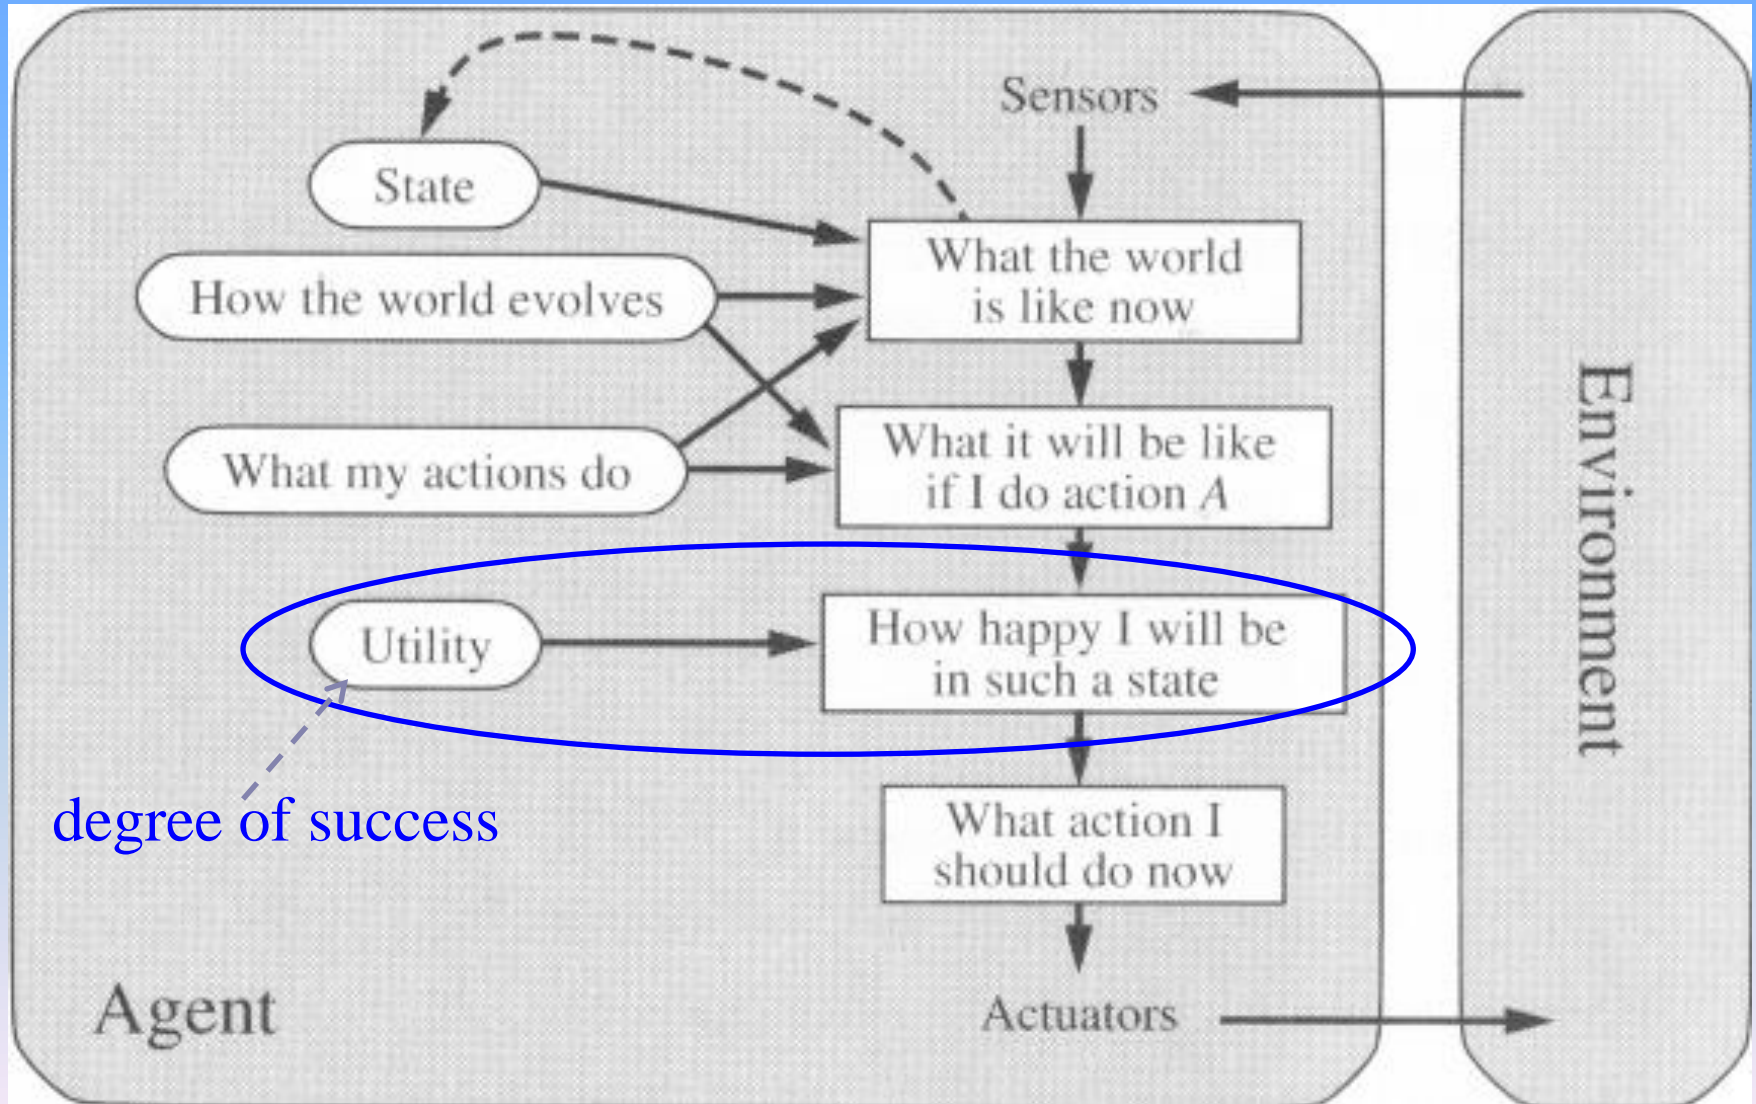 Sensors
State
What the world
is like now
How the world evolves
What it will be like
if I do action A
What my actions do
Environment
How happy I will be
in such a state
Utility
degree of success
What action I
should do now
Agent
Actuators